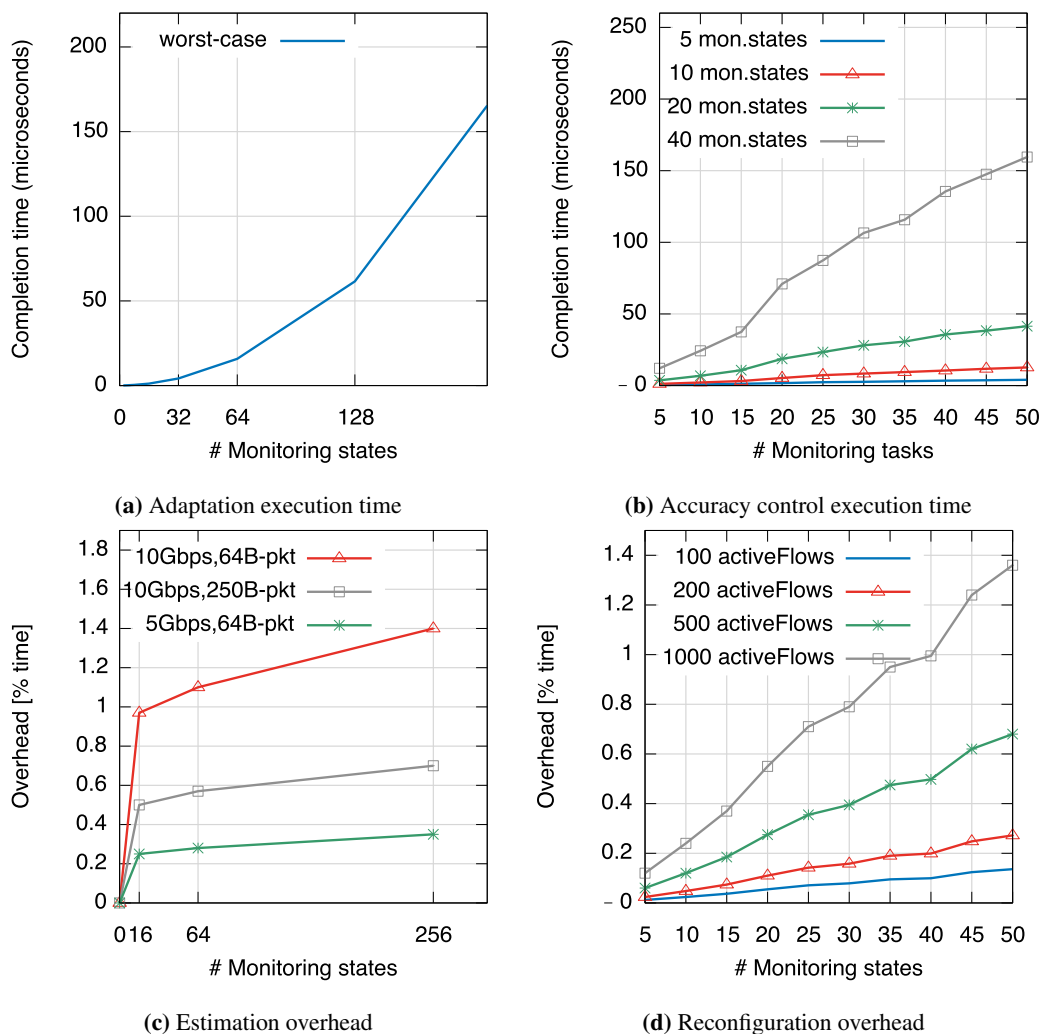 200
150
100
50
0
worst-case
Completion time (microseconds)
0 32 64 128
# Monitoring states
(a) Adaptation execution time
250
200
150
100
50
0
5 mon.states
10 mon.states
20 mon.states
40 mon.states
Completion time (microseconds)
5 10 15 20 25 30 35 40 45 50
# Monitoring tasks
(b) Accuracy control execution time
1.8
1.6
1.4
1.2
1
0.8
0.6
0.4
0.2
0
10Gbps,64B-pkt
10Gbps,250B-pkt
5Gbps,64B-pkt
Overhead [% time]
0 16 64 256
# Monitoring states
(c) Estimation overhead
1.4
1.2
1
0.8
0.6
0.4
0.2
0
100 activeFlows
200 activeFlows
500 activeFlows
1000 activeFlows
Overhead [% time]
5 10 15 20 25 30 35 40 45 50
# Monitoring states
(d) Reconfiguration overhead